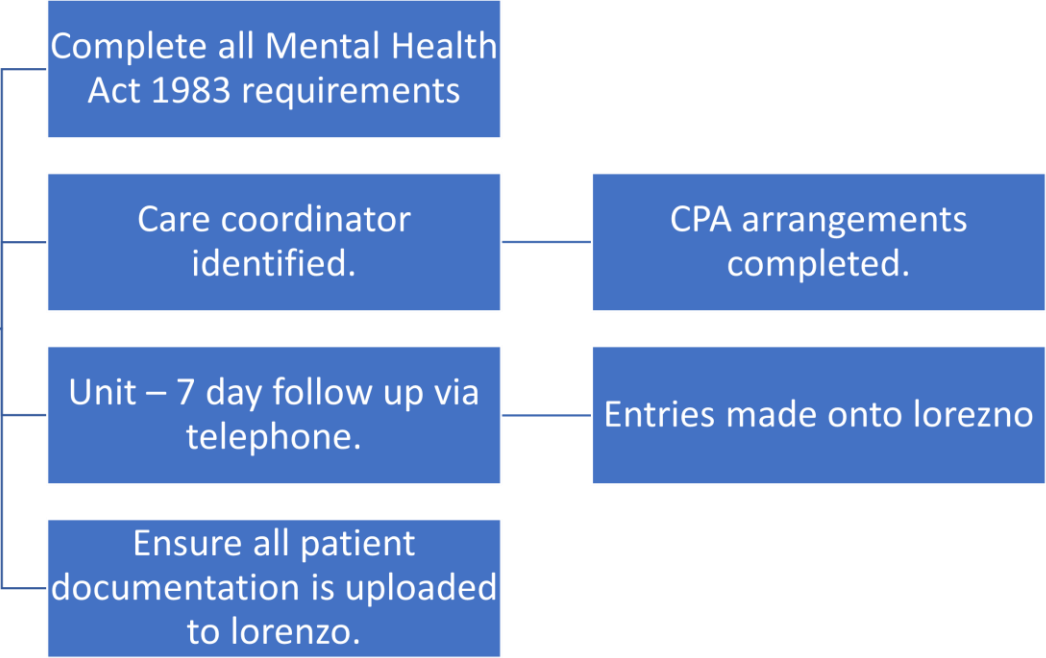 Complete all Mental Health
Act 1983 requirements
Care coordinator
identified.
CPA arrangements
completed.
Unit – 7 day follow up via
telephone.
Entries made onto lorezno
Ensure all patient
documentation is uploaded
to lorenzo.